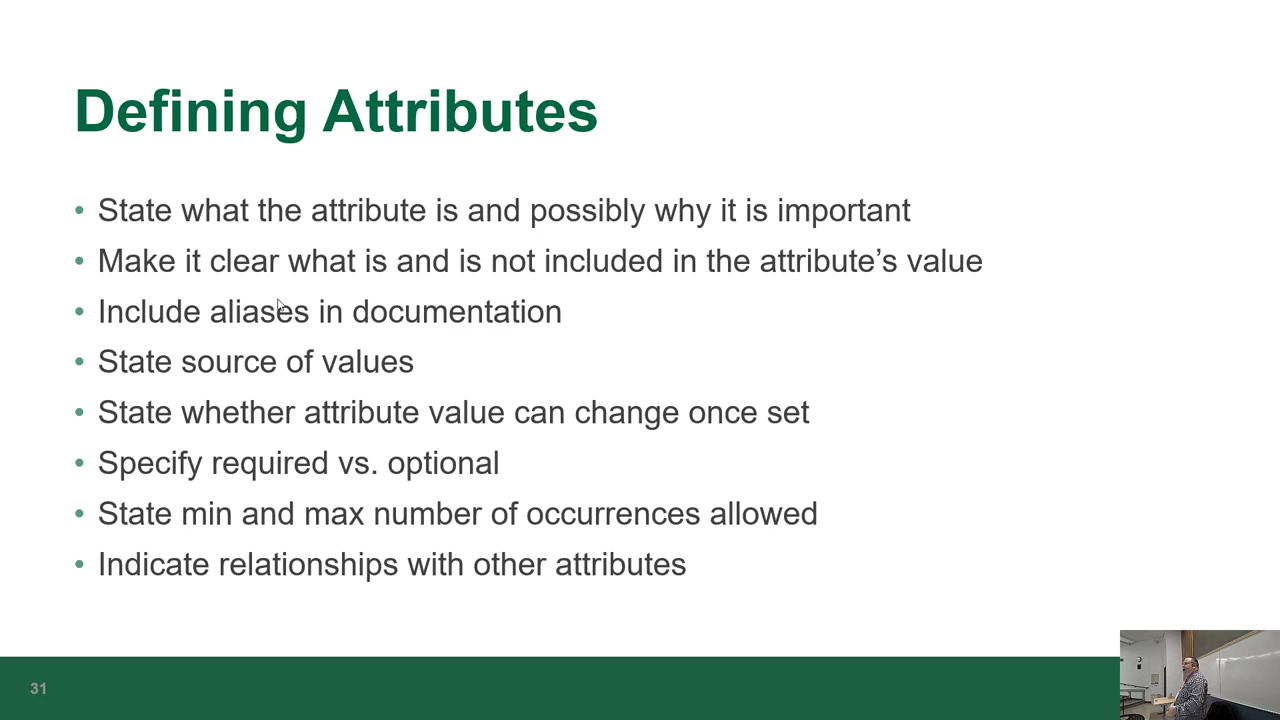 Defining Attributes
• State what the attribute is and possibly why it is important
• Make it clear what is and is not included in the attribute’s value
• Include aliases in documentation
• State source of values
• State whether attribute value can change once set
• Specify required vs. optional
• State min and max number of occurrences allowed
• Indicate relationships with other attributes
31